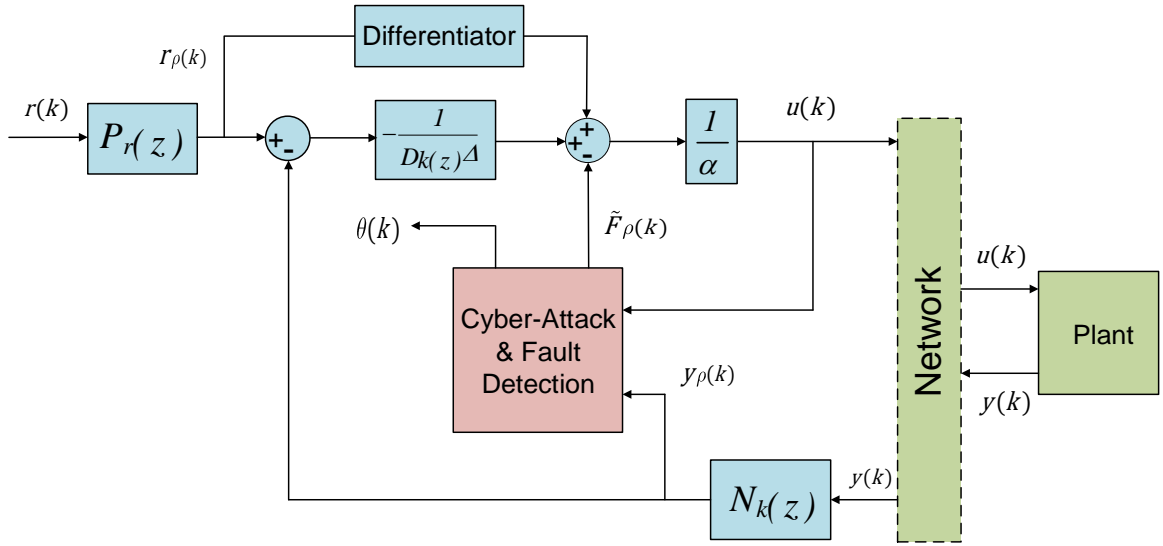 Differentiator
r_ρ(k)
r(k)
P_r(z)
+
-
-1/(D_k(z)Δ)
+
+
-
1/α
u(k)
θ(k)
F̃_ρ(k)
Cyber-Attack
& Fault
Detection
y_ρ(k)
Network
u(k)
Plant
y(k)
N_k(z)
y(k)